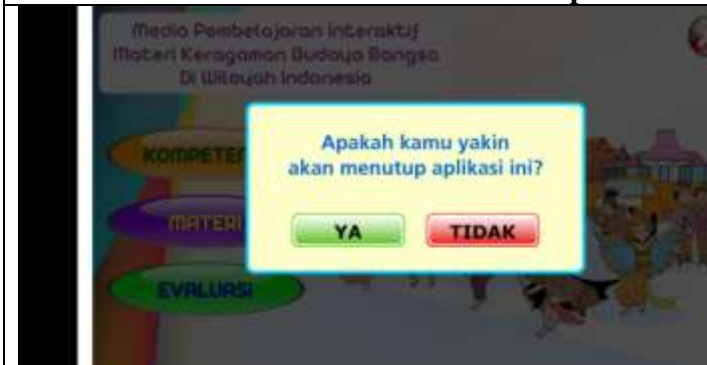 Media Pembelajaran Interaktif
Materi Keragaman Budaya Bangsa
Di Wilayah Indonesia
KOMPETEN
Apakah kamu yakin
akan menutup aplikasi ini?
MATERI
YA
TIDAK
EVALUASI